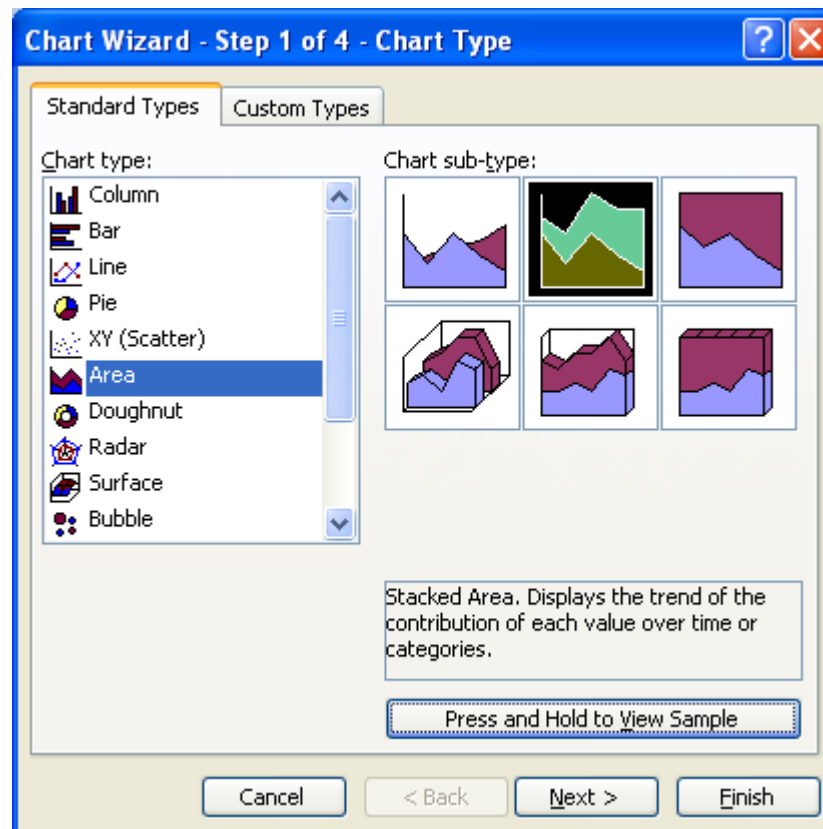 Chart Wizard - Step 1 of 4 - Chart Type
Standard Types
Custom Types
Chart type:
Column
Bar
Line
Pie
XY (Scatter)
Area
Doughnut
Radar
Surface
Bubble
Chart sub-type:
Stacked Area. Displays the trend of the
contribution of each value over time or
categories.
Press and Hold to View Sample
Cancel
< Back
Next >
Finish